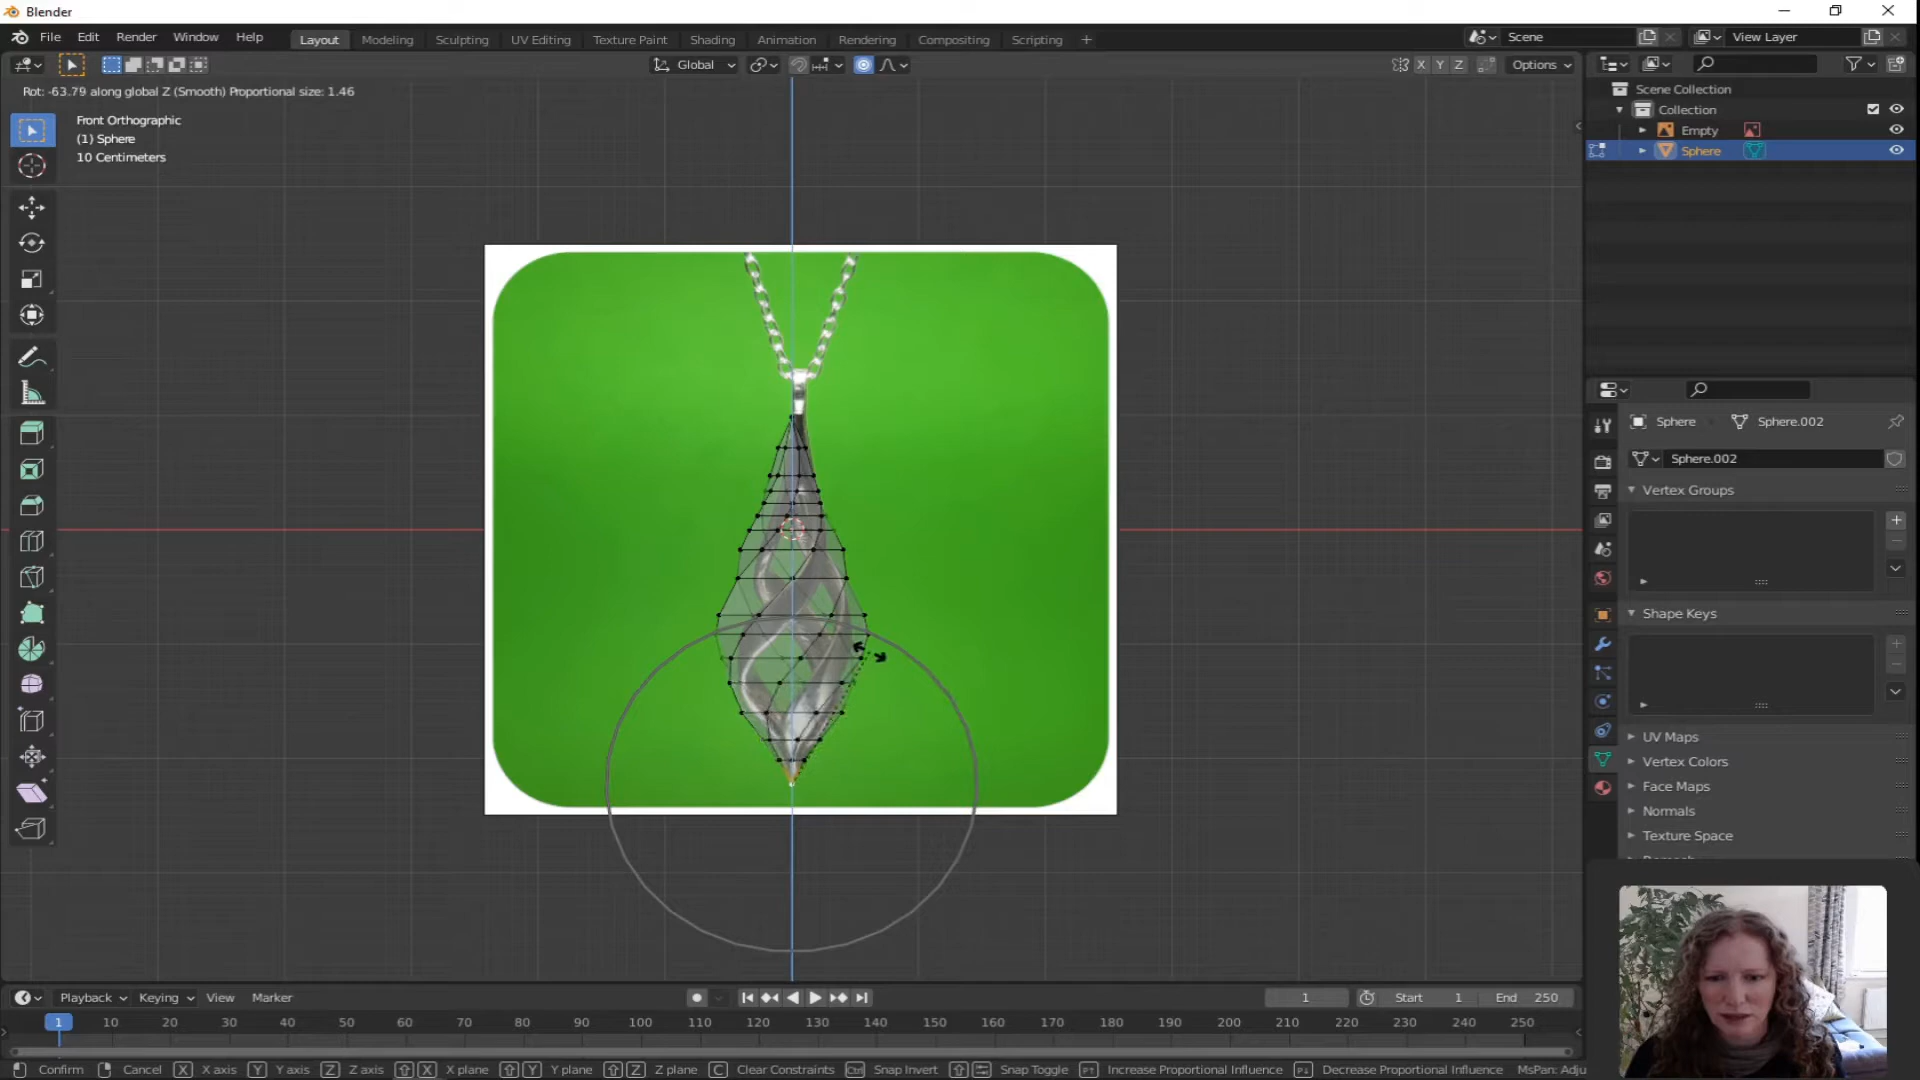 Blender
File Edit Render Window Help
Layout Modeling Sculpting UV Editing Texture Paint Shading Animation Rendering Compositing Scripting +
Scene
View Layer
Global
X Y Z
Options
Rot: -63.79 along global Z (Smooth) Proportional size: 1.46
Front Orthographic
(1) Sphere
10 Centimeters
Scene Collection
Collection
Empty
Sphere
Sphere
Sphere.002
Sphere.002
Vertex Groups
Shape Keys
UV Maps
Vertex Colors
Face Maps
Normals
Texture Space
Playback Keying View Marker
1
Start 1
End 250
1 10 20 30 40 50 60 70 80 90 100 110 120 130 140 150 160 170 180 190 200 210 220 230 240 250
Confirm Cancel X X axis Y Y axis Z Z axis X X plane Y Y plane Z Z plane C Clear Constraints Ctrl Snap Invert Snap Toggle Increase Proportional Influence Decrease Proportional Influence MsPan: Adju